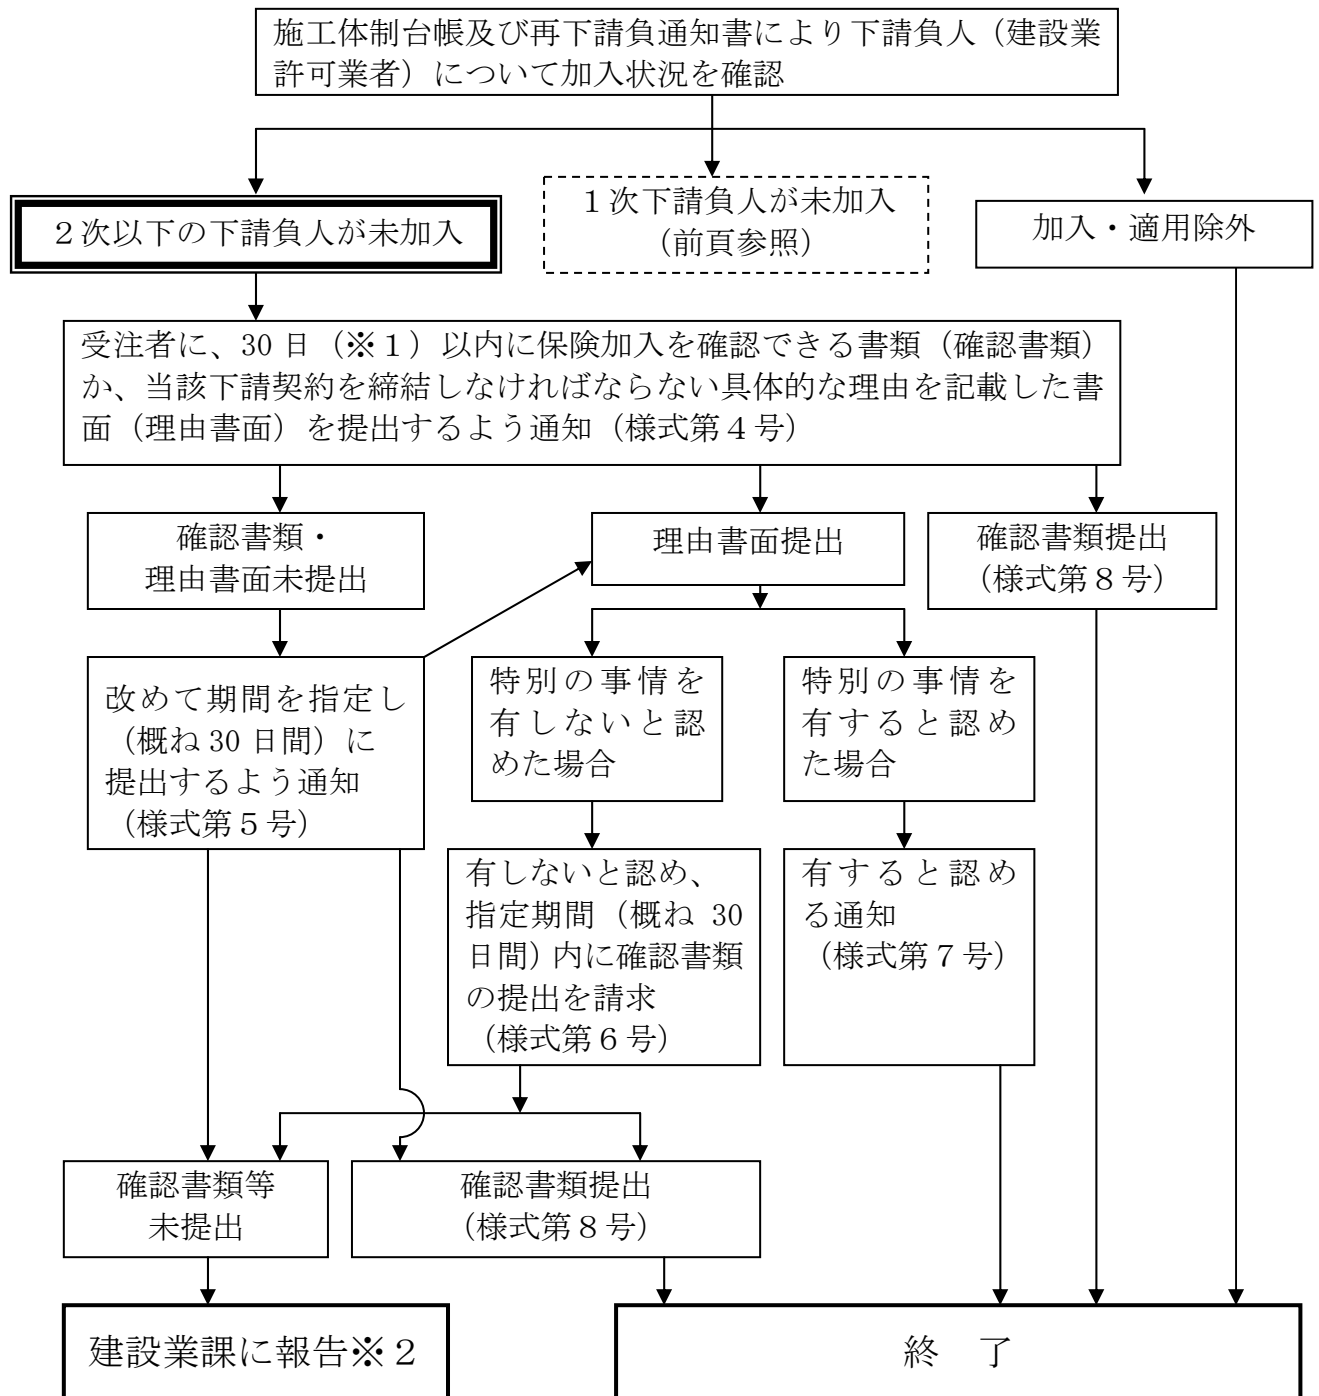 施工体制台帳及び再下請負通知書により下請負人（建設業
許可業者）について加入状況を確認
２次以下の下請負人が未加入
１次下請負人が未加入
（前頁参照）
加入・適用除外
受注者に、30 日（※１）以内に保険加入を確認できる書類（確認書類）
か、当該下請契約を締結しなければならない具体的な理由を記載した書
面（理由書面）を提出するよう通知（様式第４号）
確認書類・
理由書面未提出
理由書面提出
確認書類提出
（様式第８号）
改めて期間を指定し
（概ね 30 日間）に
提出するよう通知
（様式第５号）
特別の事情を
有しないと認
めた場合
特別の事情を
有すると認め
た場合
有しないと認め、
指定期間（概ね 30
日間）内に確認書類
の提出を請求
（様式第６号）
有すると認め
る通知
（様式第７号）
確認書類等
未提出
確認書類提出
（様式第８号）
建設業課に報告※２
終　了